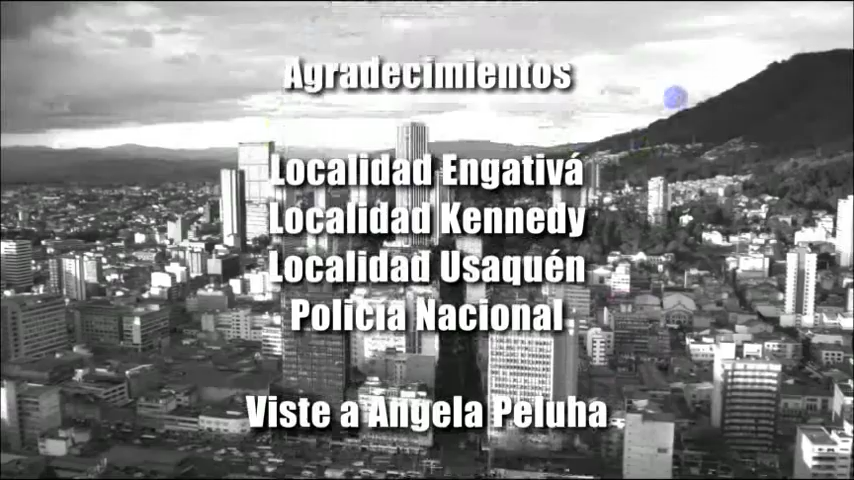 Agradecimientos
Localidad Engativá
Localidad Kennedy
Localidad Usaquén
Policia Nacional
Viste a Angela Peluha